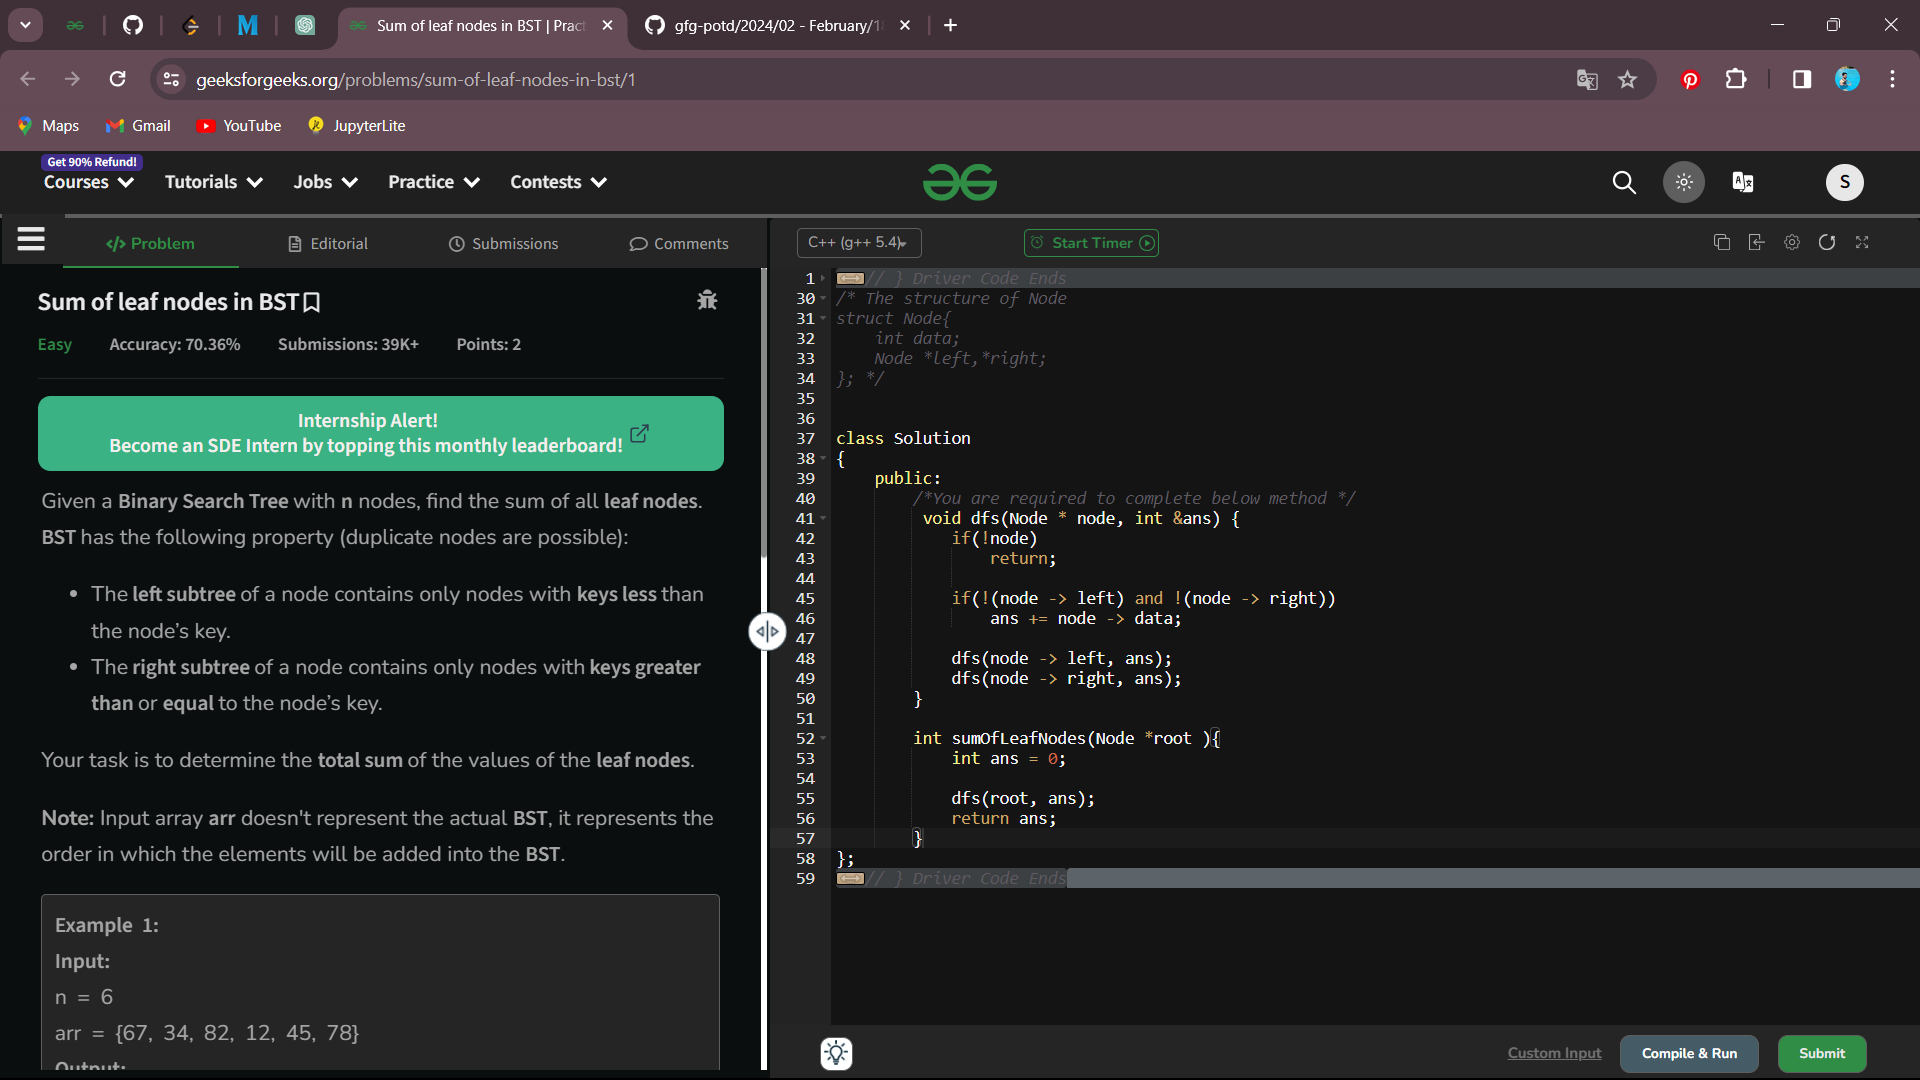 Sum of leaf nodes in BST | Pract
gfg-potd/2024/02 - February/1
geeksforgeeks.org/problems/sum-of-leaf-nodes-in-bst/1
Maps
Gmail
YouTube
JupyterLite
Get 90% Refund!
Courses
Tutorials
Jobs
Practice
Contests
S
Problem
Editorial
Submissions
Comments
C++ (g++ 5.4)
Start Timer
Sum of leaf nodes in BST
Easy Accuracy: 70.36% Submissions: 39K+ Points: 2
Internship Alert!
Become an SDE Intern by topping this monthly leaderboard!
Given a Binary Search Tree with n nodes, find the sum of all leaf nodes.
BST has the following property (duplicate nodes are possible):
• The left subtree of a node contains only nodes with keys less than
the node's key.
• The right subtree of a node contains only nodes with keys greater
than or equal to the node's key.
Your task is to determine the total sum of the values of the leaf nodes.
Note: Input array arr doesn't represent the actual BST, it represents the
order in which the elements will be added into the BST.
Example 1:
Input:
n = 6
arr = {67, 34, 82, 12, 45, 78}
Output:
1 // } Driver Code Ends
30 /* The structure of Node
31 struct Node{
32 int data;
33 Node *left,*right;
34 }; */
35
36
37 class Solution
38 {
39 public:
40 /*You are required to complete below method */
41 void dfs(Node * node, int &ans) {
42 if(!node)
43 return;
44
45 if(!(node -> left) and !(node -> right))
46 ans += node -> data;
47
48 dfs(node -> left, ans);
49 dfs(node -> right, ans);
50 }
51
52 int sumOfLeafNodes(Node *root ){
53 int ans = 0;
54
55 dfs(root, ans);
56 return ans;
57 }
58 };
59 // } Driver Code Ends
Custom Input
Compile & Run
Submit